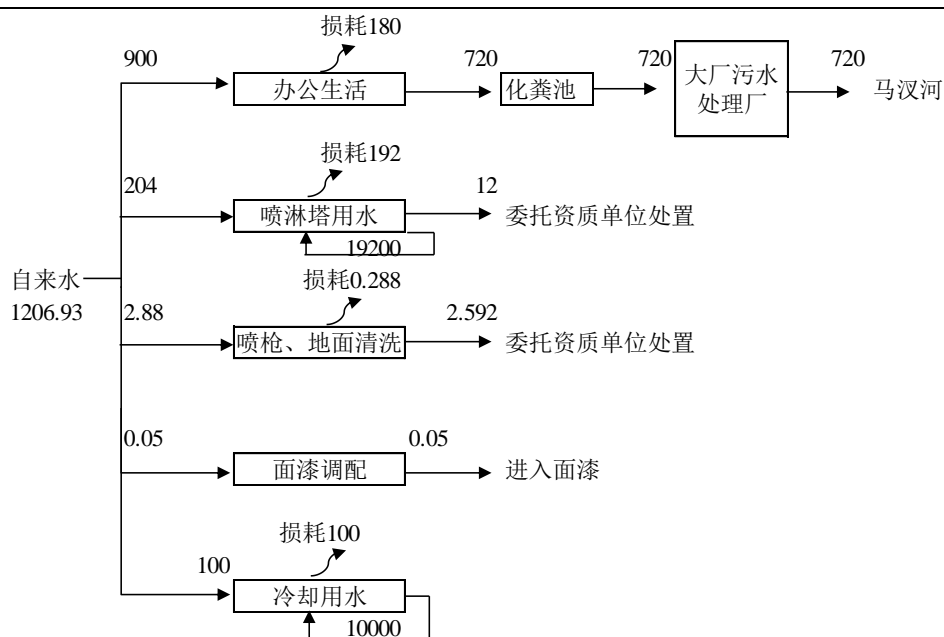 损耗180
900
720
720
720
办公生活
化粪池
大厂污水
处理厂
马汊河
损耗192
204
12
喷淋塔用水
委托资质单位处置
19200
自来水
1206.93
损耗0.288
2.88
2.592
喷枪、地面清洗
委托资质单位处置
0.05
0.05
面漆调配
进入面漆
损耗100
100
冷却用水
10000